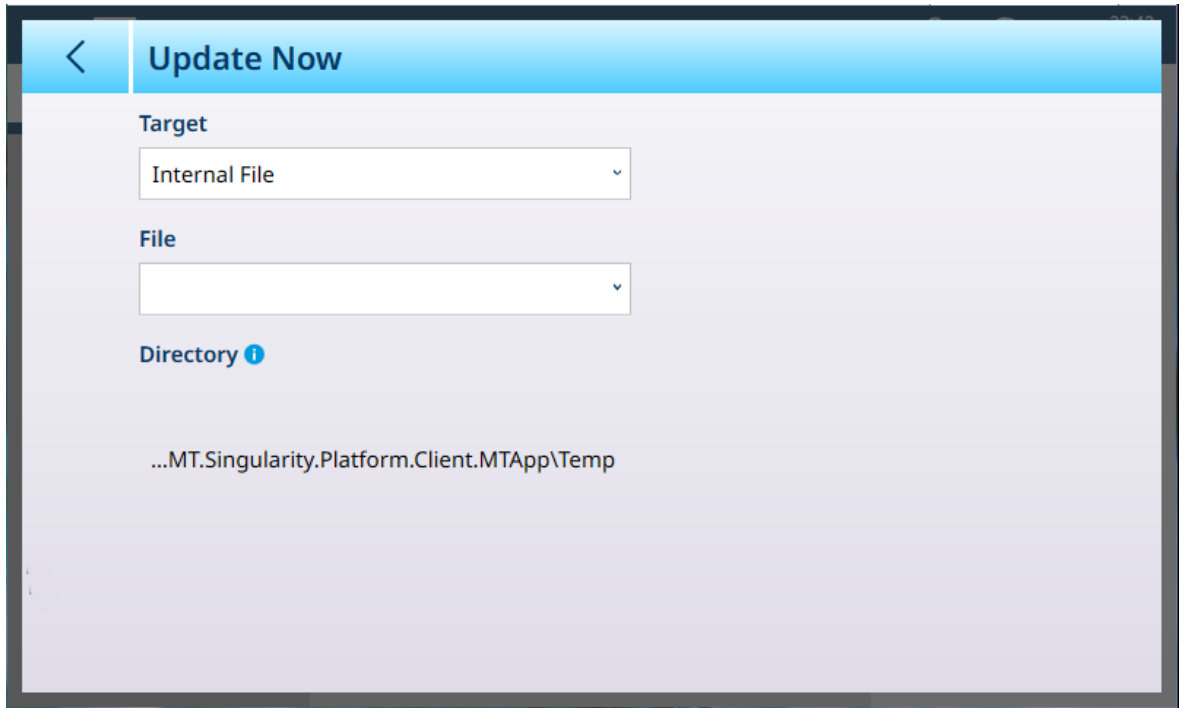 Update Now
Target
Internal File
File
Directory
...MT.Singularity.Platform.Client.MTApp\Temp